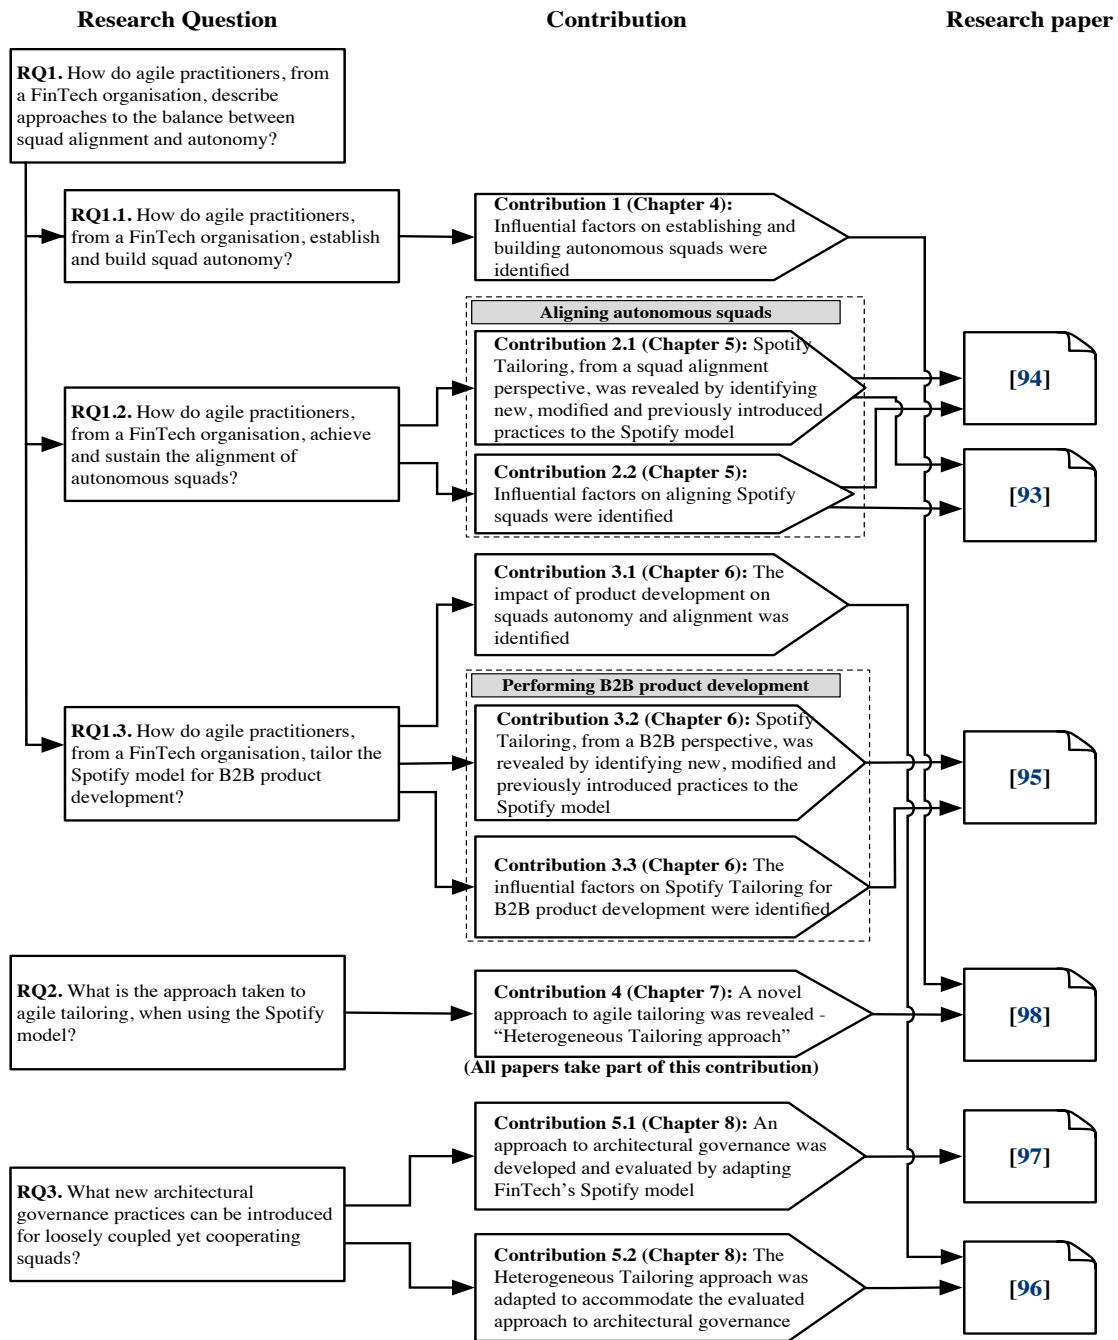 Research Question
Contribution
Research paper
RQ1. How do agile practitioners, from
a FinTech organisation, describe
approaches to the balance between
squad alignment and autonomy?
RQ1.1. How do agile practitioners,
from a FinTech organisation, establish
and build squad autonomy?
Contribution 1 (Chapter 4):
Influential factors on establishing and
building autonomous squads were
identified
Aligning autonomous squads
Contribution 2.1 (Chapter 5): Spotify
Tailoring, from a squad alignment
perspective, was revealed by identifying
new, modified and previously introduced
practices to the Spotify model
[94]
RQ1.2. How do agile practitioners,
from a FinTech organisation, achieve
and sustain the alignment of
autonomous squads?
Contribution 2.2 (Chapter 5):
Influential factors on aligning Spotify
squads were identified
[93]
Contribution 3.1 (Chapter 6): The
impact of product development on
squads autonomy and alignment was
identified
Performing B2B product development
RQ1.3. How do agile practitioners,
from a FinTech organisation, tailor the
Spotify model for B2B product
development?
Contribution 3.2 (Chapter 6): Spotify
Tailoring, from a B2B perspective, was
revealed by identifying new, modified and
previously introduced practices to the
Spotify model
[95]
Contribution 3.3 (Chapter 6): The
influential factors on Spotify Tailoring for
B2B product development were identified
RQ2. What is the approach taken to
agile tailoring, when using the Spotify
model?
Contribution 4 (Chapter 7): A novel
approach to agile tailoring was revealed -
“Heterogeneous Tailoring approach”
(All papers take part of this contribution)
[98]
Contribution 5.1 (Chapter 8): An
approach to architectural governance was
developed and evaluated by adapting
FinTech’s Spotify model
[97]
RQ3. What new architectural
governance practices can be introduced
for loosely coupled yet cooperating
squads?
Contribution 5.2 (Chapter 8): The
Heterogeneous Tailoring approach was
adapted to accommodate the evaluated
approach to architectural governance
[96]